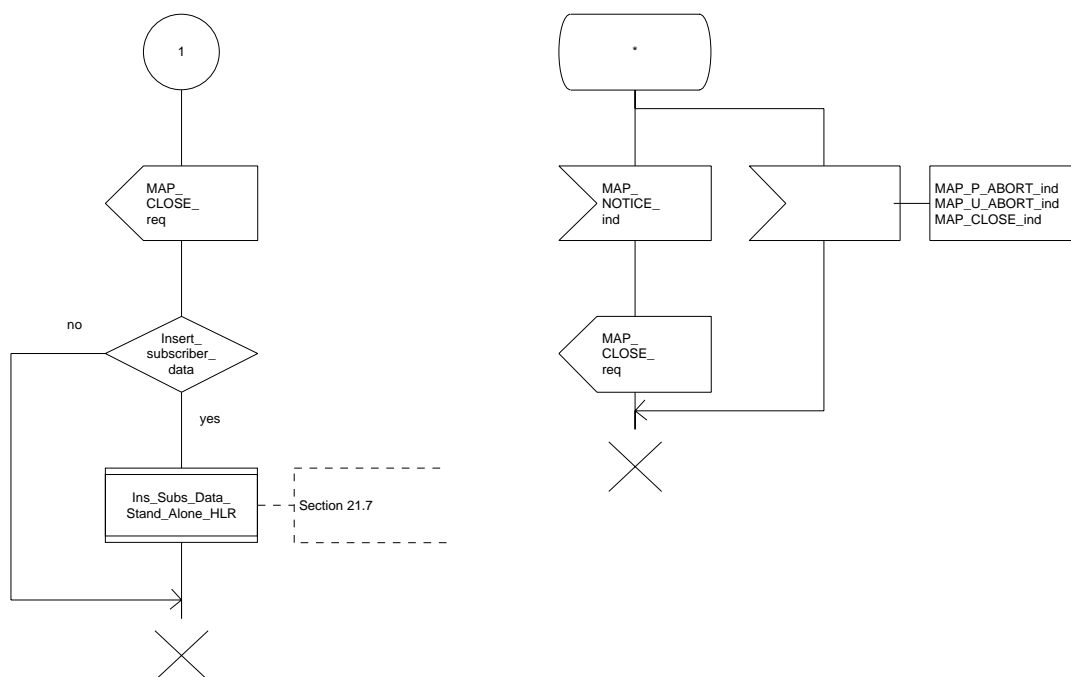 1
MAP_
CLOSE_
req
no
Insert_
subscriber_
data
yes
Ins_Subs_Data_
Stand_Alone_HLR
Section 21.7
*
MAP_
NOTICE_
ind
MAP_P_ABORT_ind
MAP_U_ABORT_ind
MAP_CLOSE_ind
MAP_
CLOSE_
req